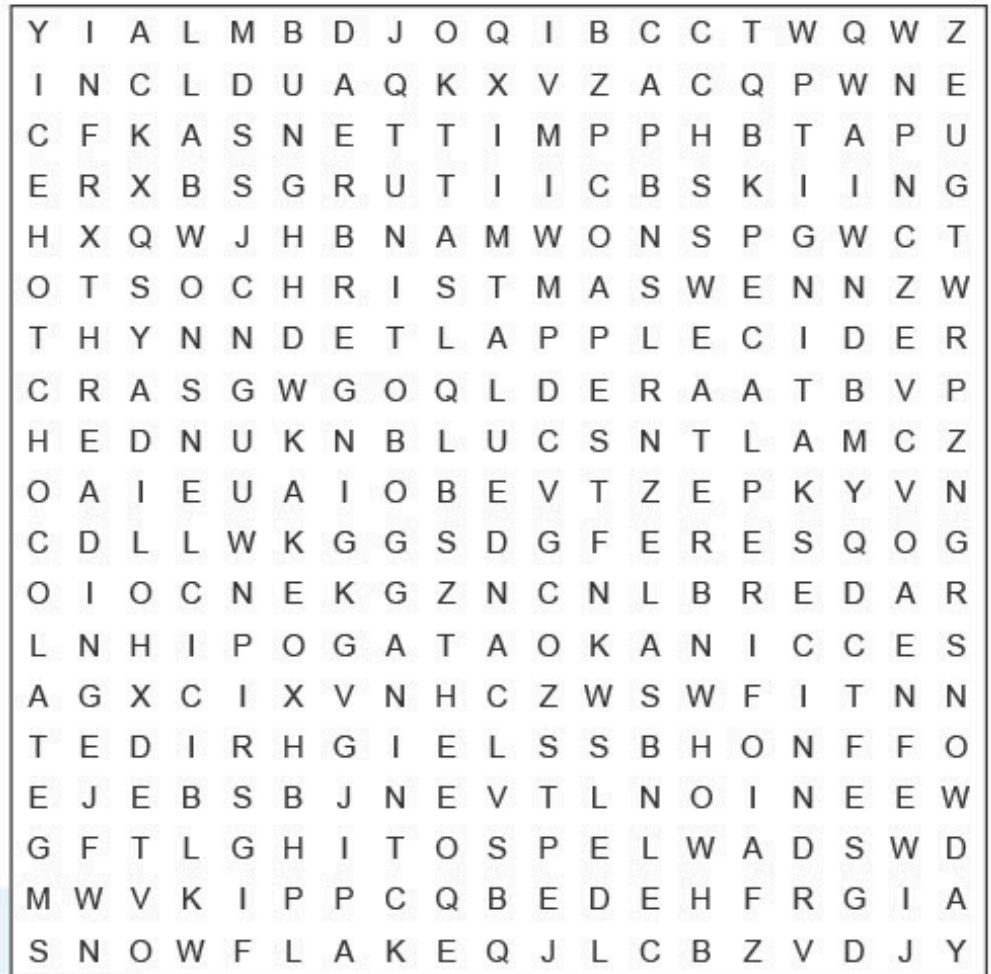 Y I A L M B D J O Q I B C C T W Q W Z
I N C L D U A Q K X V Z A C Q P W N E
C F K A S N E T T I M P P H B T A P U
E R X B S G R U T I I C B S K I I N G
H X Q W J H B N A M W O N S P G W C T
O T S O C H R I S T M A S W E N N Z W
T H Y N N D E T L A P P L E C I D E R
C R A S G W G O Q L D E R A A T B V P
H E D N U K N B L U C S N T L A M C Z
O A I E U A I O B E V T Z E P K Y V N
C D L L W K G G S D G F E R E S Q O G
O I O C N E K G Z N C N L B R E D A R
L N H I P O G A T A O K A N I C C E S
A G X C I X V N H C Z W S W F I T N N
T E D I R H G I E L S S B H O N F F O
E J E B S B J N E V T L N O I N E E W
G F T L G H I T O S P E L W A D S W D
M W V K I P P C Q B E D E H F R G I A
S N O W F L A K E Q J L C B Z V D J Y